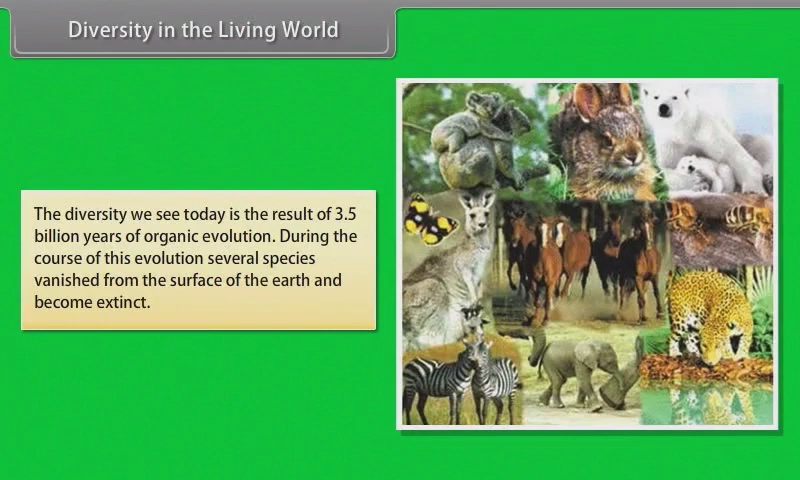 Diversity in the Living World
The diversity we see today is the result of 3.5
billion years of organic evolution. During the
course of this evolution several species
vanished from the surface of the earth and
become extinct.